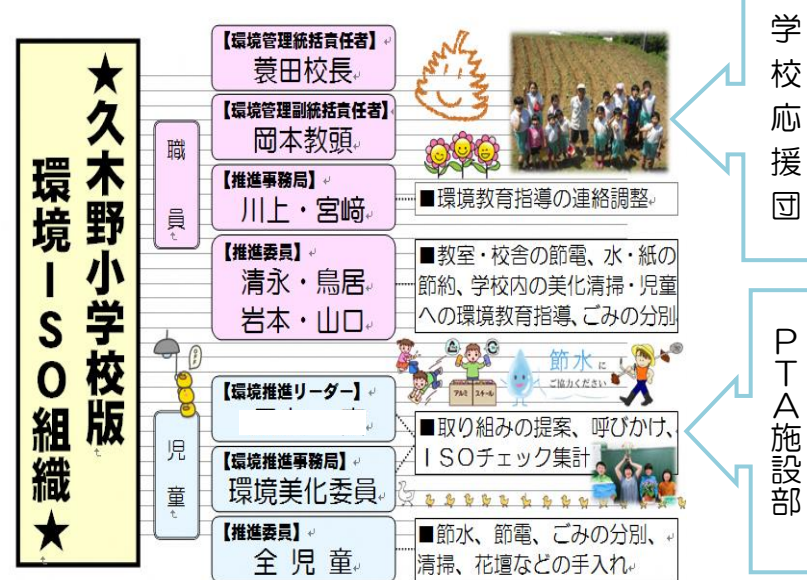 ★久木野小学校版
環境ISO組織★
職員
【環境管理統括責任者】
蓑田校長
【環境管理副統括責任者】
岡本教頭
【推進事務局】
川上・宮﨑
■環境教育指導の連絡調整
【推進委員】
清永・鳥居
岩本・山口
■教室・校舎の節電、水・紙の
節約、学校内の美化清掃・児童
への環境教育指導、ごみの分別
アルミ
スチール
節水に
ご協力ください
児童
【環境推進リーダー】
■取り組みの提案、呼びかけ、
ISOチェック集計
【環境推進事務局】
環境美化委員
【推進委員】
全児童
■節水、節電、ごみの分別、
清掃、花壇などの手入れ
学校応援団
PTA施設部